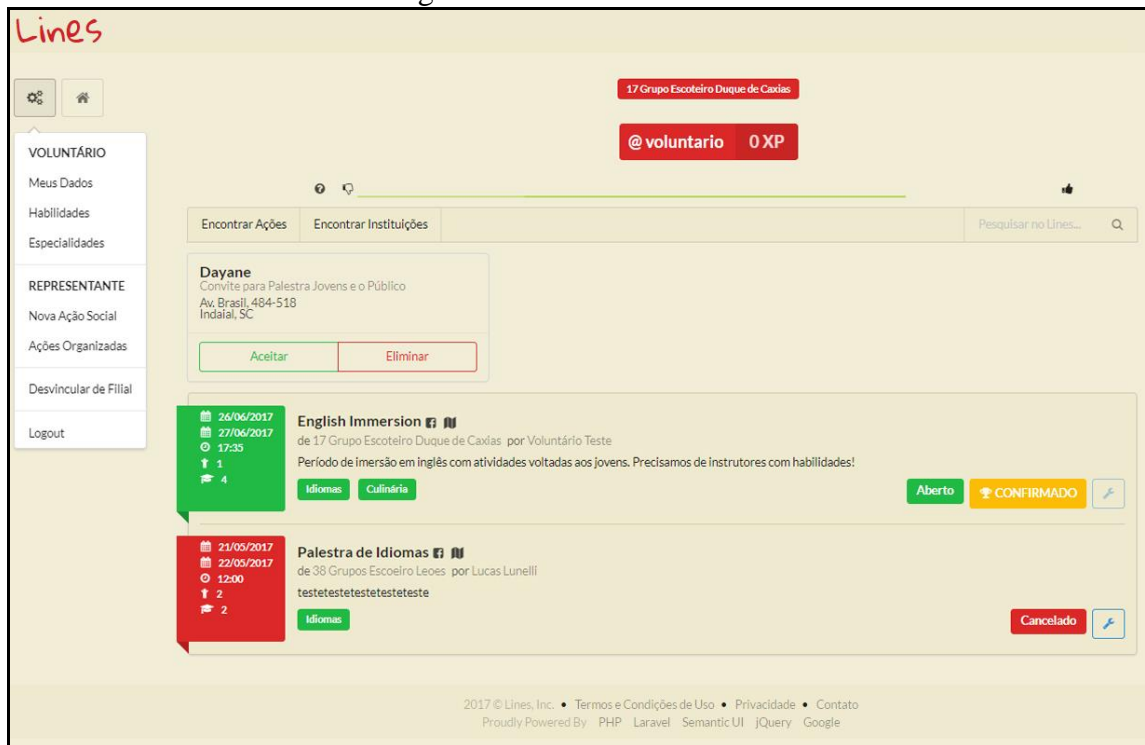 Lines
17 Grupo Escoteiro Duque de Caxias
@ voluntario 0 XP
VOLUNTÁRIO
Meus Dados
Habilidades
Especialidades
REPRESENTANTE
Nova Ação Social
Ações Organizadas
Desvincular de Filial
Logout
Encontrar Ações Encontrar Instituições Pesquisar no Lines...
Dayane
Convite para Palestra Jovens e o Público
Av. Brasil, 484-518
Indaial, SC
Aceitar Eliminar
26/06/2017
27/06/2017
17:35
1
4
English Immersion
de 17 Grupo Escoteiro Duque de Caxias por Voluntário Teste
Período de imersão em inglês com atividades voltadas aos jovens. Precisamos de instrutores com habilidades!
Idiomas Culinária
Aberto CONFIRMADO
21/05/2017
22/05/2017
12:00
2
2
Palestra de Idiomas
de 38 Grupos Escoeiro Leoes por Lucas Lunelli
testetestetestetesteteste
Idiomas
Cancelado
2017 © Lines, Inc. • Termos e Condições de Uso • Privacidade • Contato
Proudly Powered By PHP Laravel Semantic UI jQuery Google